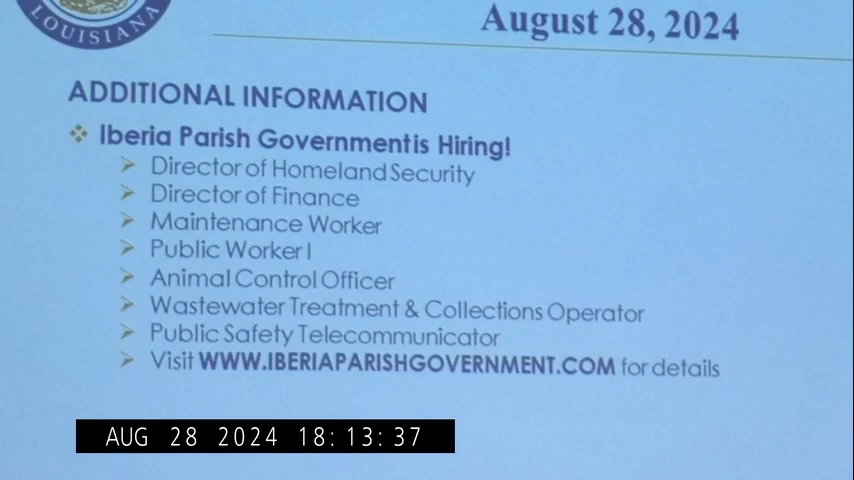 LOUISIANA
August 28, 2024
ADDITIONAL INFORMATION
Iberia Parish Government is Hiring!
Director of Homeland Security
Director of Finance
Maintenance Worker
Public Worker I
Animal Control Officer
Wastewater Treatment & Collections Operator
Public Safety Telecommunicator
Visit WWW.IBERIAPARISHGOVERNMENT.COM for details
AUG 28 2024 18:13:37